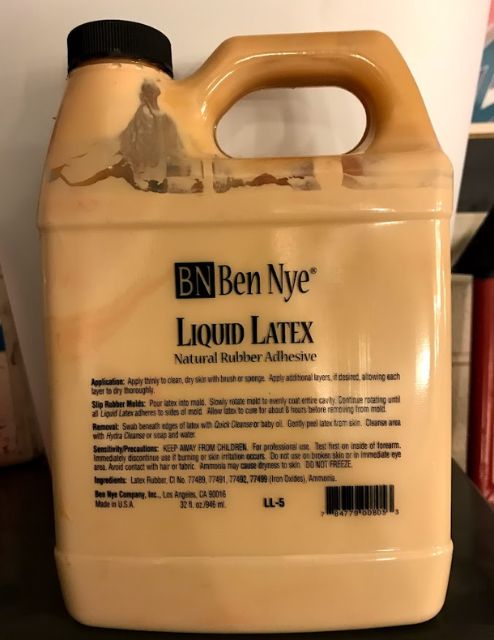 BN Ben Nye®
LIQUID LATEX
Natural Rubber Adhesive
Application: Apply thinly to clean, dry skin with brush or sponge. Apply additional layers, if desired, allowing each
layer to dry thoroughly.
Slip Rubber Molds: Pour latex into mold. Slowly rotate mold to evenly coat entire cavity. Continue rotating until
all Liquid Latex adheres to sides of mold. Allow latex to cure for about 8 hours before removing from mold.
Removal: Swab beneath edges of latex with Quick Cleanse or baby oil. Gently peel latex from skin. Cleanse area
with Hydra Cleanse or soap and water.
Sensitivity/Precautions: KEEP AWAY FROM CHILDREN. For professional use. Test first on inside of forearm.
Immediately discontinue use if burning or skin irritation occurs. Do not use on broken skin or in immediate eye
area. Avoid contact with hair or fabric. Ammonia may cause dryness to skin. DO NOT FREEZE.
Ingredients: Latex Rubber, CI No. 77489, 77491, 77492, 77499 (Iron Oxides), Ammonia.
Ben Nye Company, Inc., Los Angeles, CA 90016
Made in U.S.A. 32 fl. oz./946 ml. LL-5